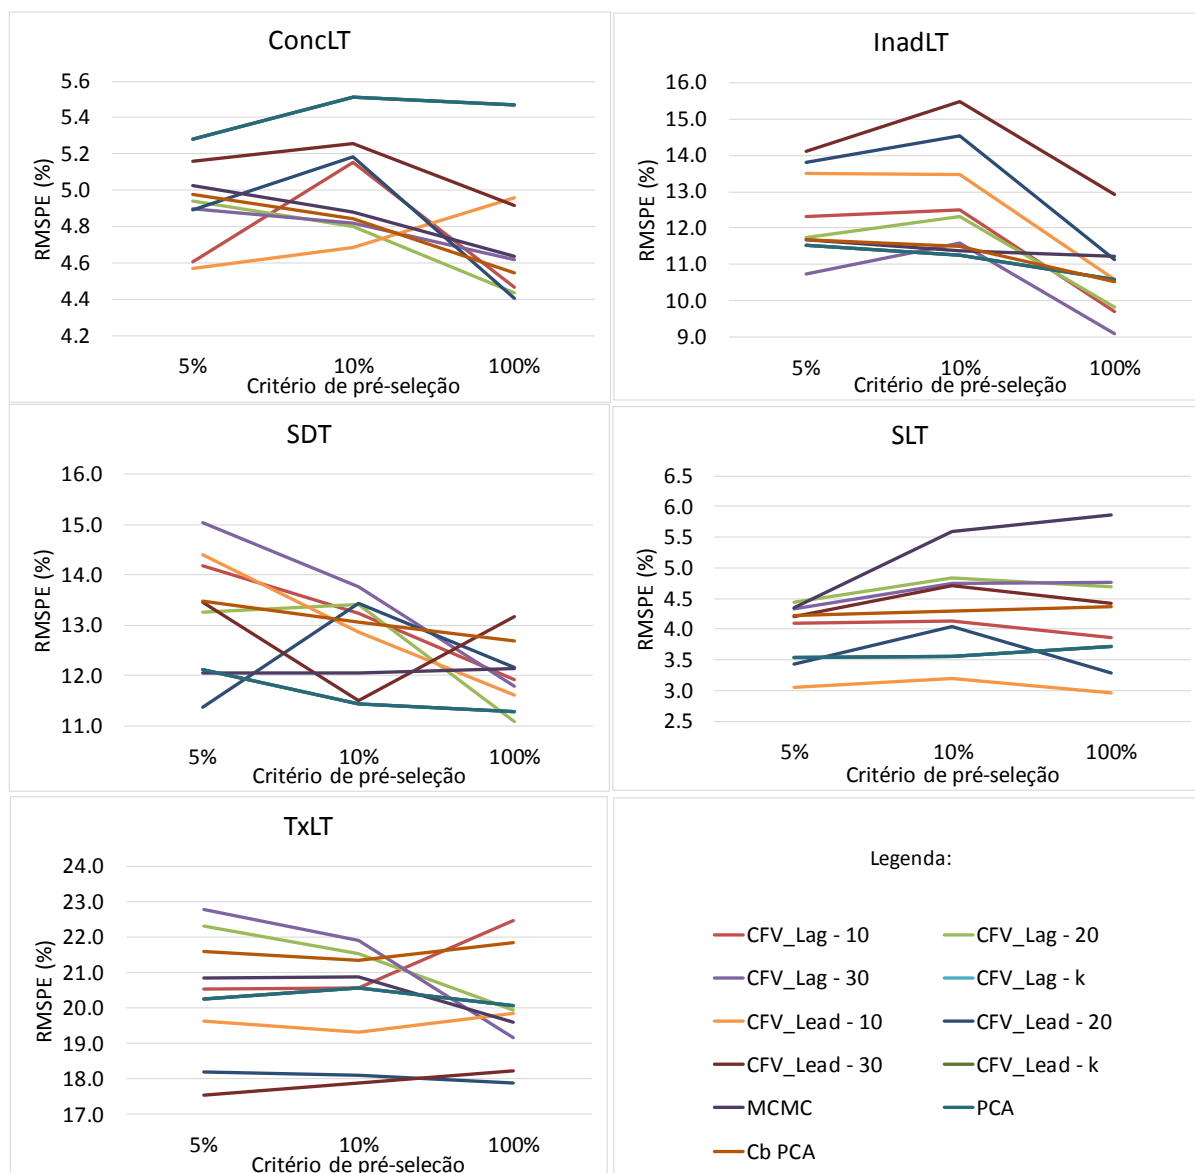 ConcLT
RMSPE (%)
5.6
5.4
5.2
5.0
4.8
4.6
4.4
4.2
5% 10% 100%
Critério de pré-seleção
InadLT
RMSPE (%)
16.0
15.0
14.0
13.0
12.0
11.0
10.0
9.0
5% 10% 100%
Critério de pré-seleção
SDT
RMSPE (%)
16.0
15.0
14.0
13.0
12.0
11.0
5% 10% 100%
Critério de pré-seleção
SLT
RMSPE (%)
6.5
6.0
5.5
5.0
4.5
4.0
3.5
3.0
2.5
5% 10% 100%
Critério de pré-seleção
TxLT
RMSPE (%)
24.0
23.0
22.0
21.0
20.0
19.0
18.0
17.0
5% 10% 100%
Critério de pré-seleção
Legenda:
CFV_Lag - 10 CFV_Lag - 20
CFV_Lag - 30 CFV_Lag - k
CFV_Lead - 10 CFV_Lead - 20
CFV_Lead - 30 CFV_Lead - k
MCMC PCA
Cb PCA